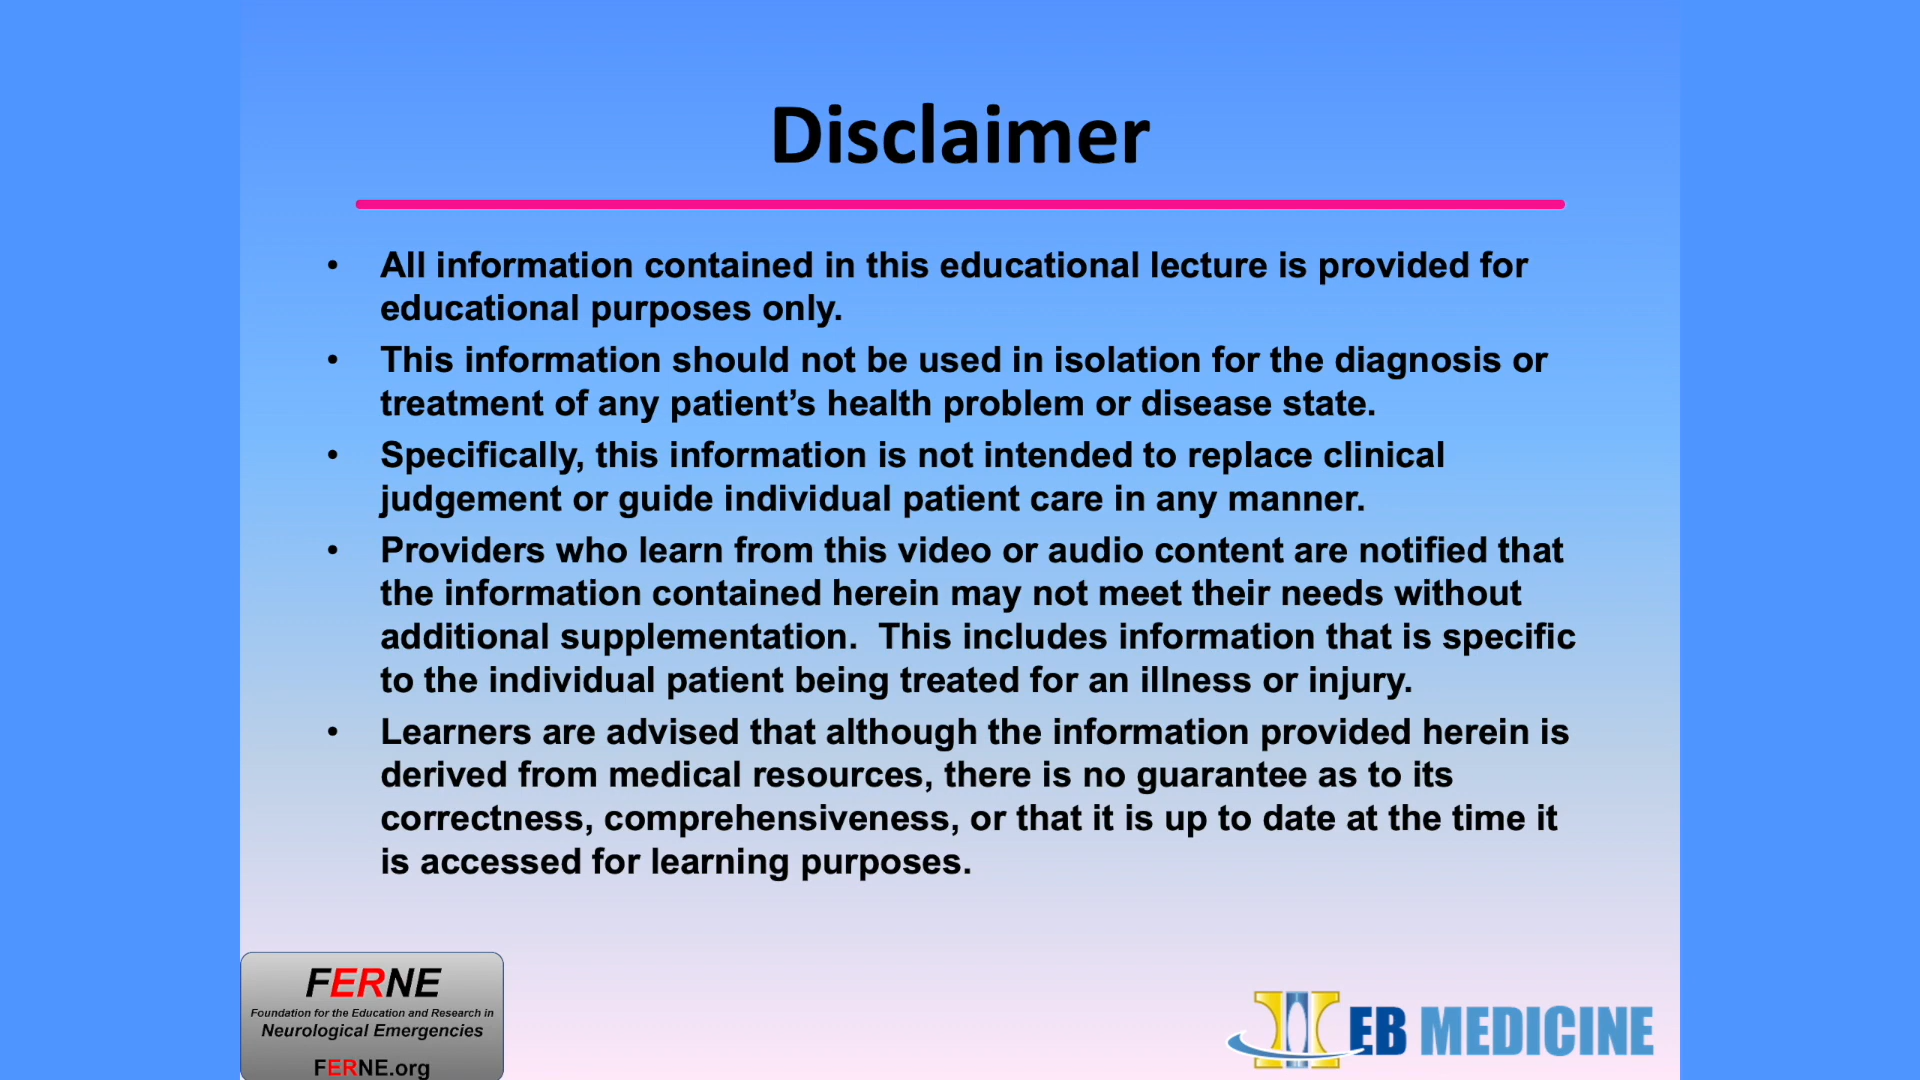 Disclaimer
• All information contained in this educational lecture is provided for
educational purposes only.
• This information should not be used in isolation for the diagnosis or
treatment of any patient’s health problem or disease state.
• Specifically, this information is not intended to replace clinical
judgement or guide individual patient care in any manner.
• Providers who learn from this video or audio content are notified that
the information contained herein may not meet their needs without
additional supplementation.  This includes information that is specific
to the individual patient being treated for an illness or injury.
• Learners are advised that although the information provided herein is
derived from medical resources, there is no guarantee as to its
correctness, comprehensiveness, or that it is up to date at the time it
is accessed for learning purposes.
FERNE
Foundation for the Education and Research in
Neurological Emergencies
FERNE.org
EB MEDICINE